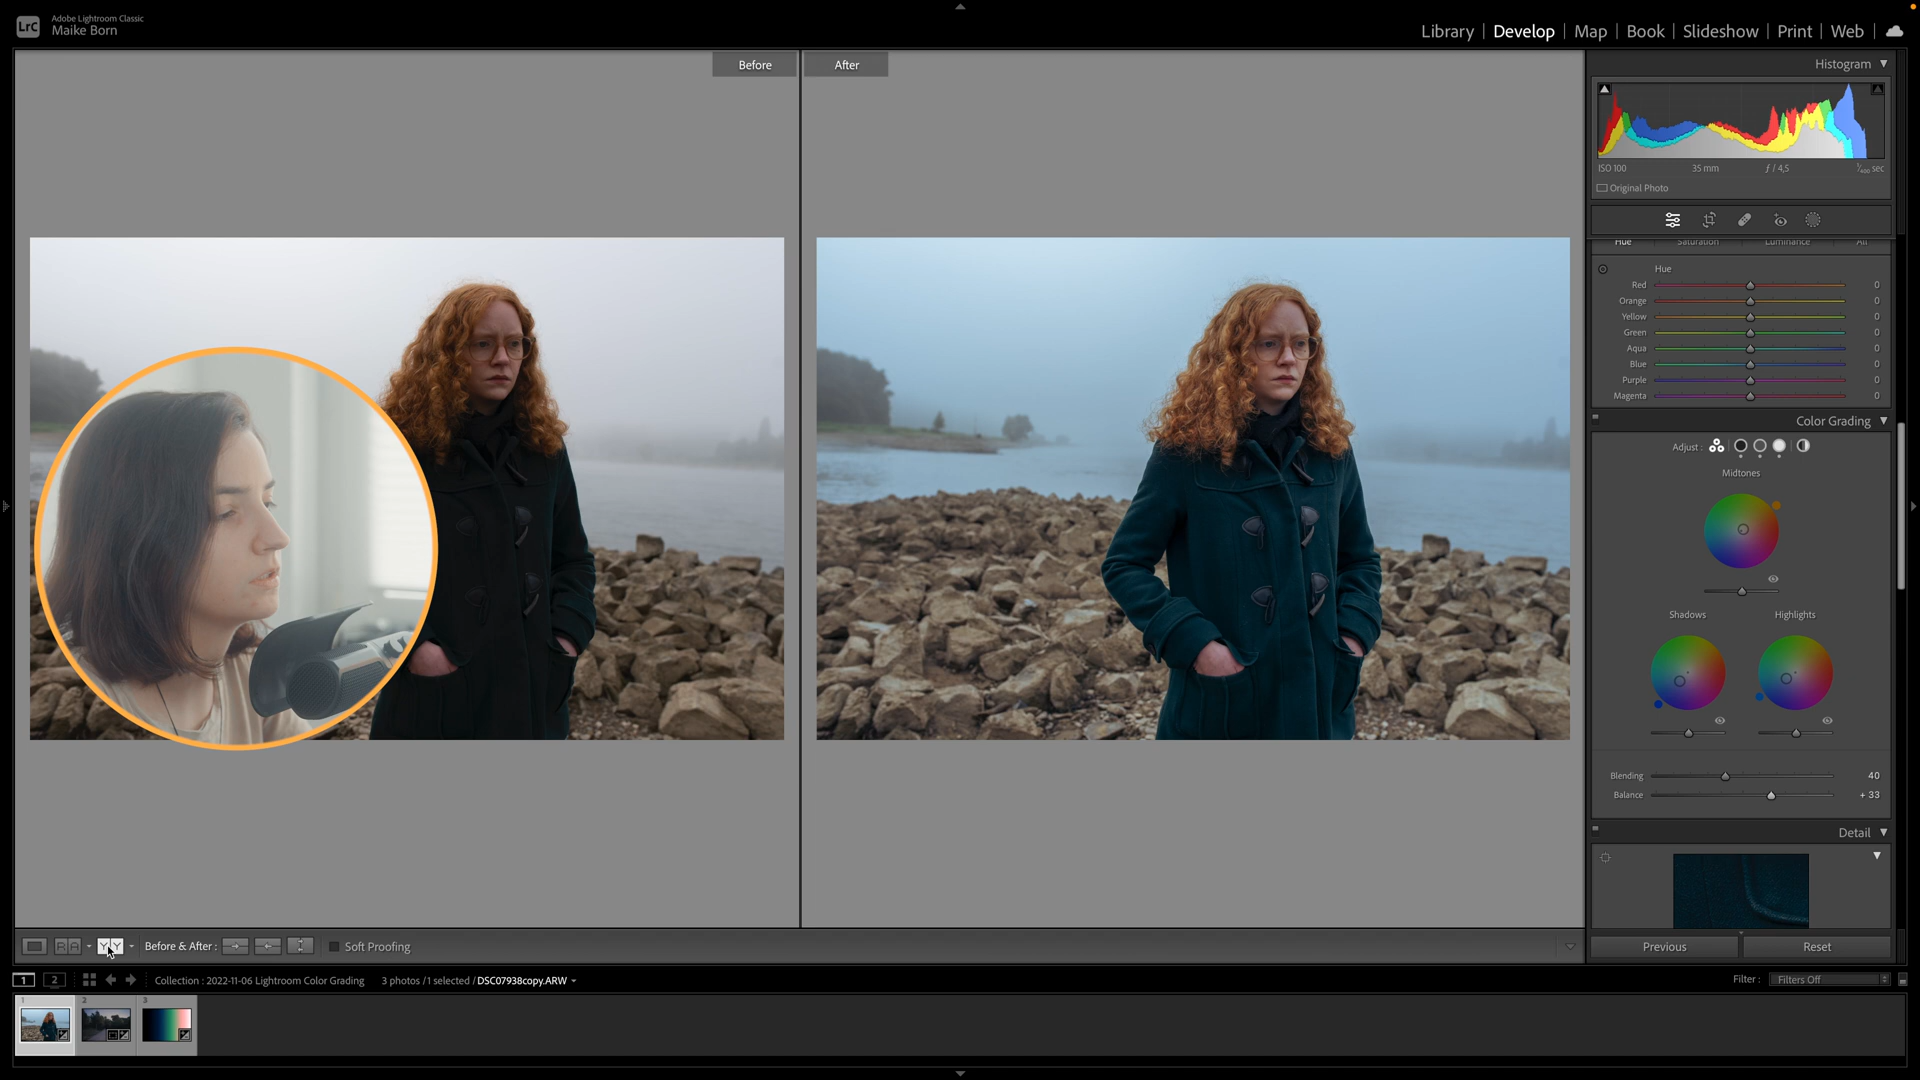 LrC
Adobe Lightroom Classic
Maike Born
Library | Develop | Map | Book | Slideshow | Print | Web
Before
After
Histogram
ISO 100 35 mm ƒ / 4,5 1/400 sec
Original Photo
Hue Saturation Luminance All
Hue
Red 0
Orange 0
Yellow 0
Green 0
Aqua 0
Blue 0
Purple 0
Magenta 0
Color Grading
Adjust :
Midtones
Shadows Highlights
Blending 40
Balance + 33
Detail
Previous Reset
R A Y Y Before & After : Soft Proofing
1 2 Collection : 2022-11-06 Lightroom Color Grading 3 photos / 1 selected / DSC07938copy.ARW
Filter : Filters Off
1 2 3